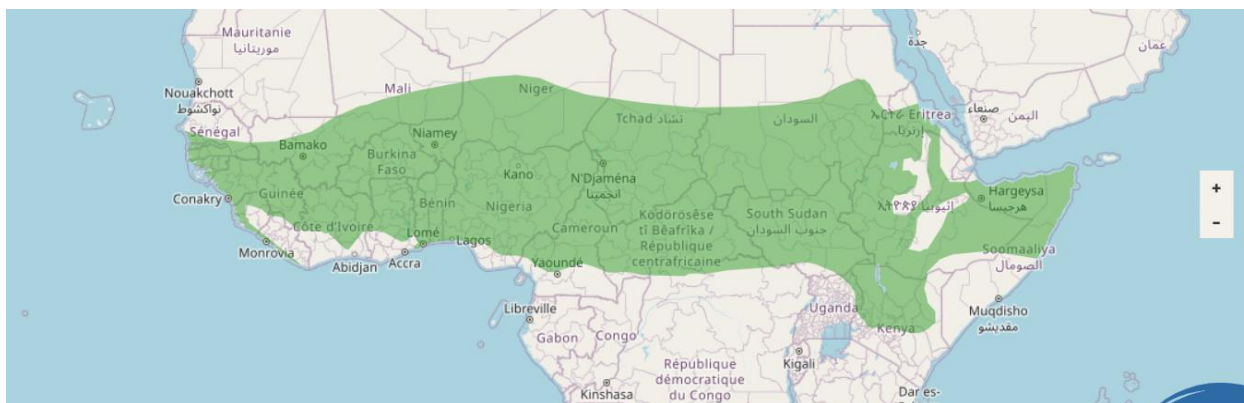 Mauritanie
موريتانيا
Nouakchott
نواكشوط
Mali
Niger
Tchad تشاد
السودان
ኤርትራ Eritrea
إرتريا
جدة
صنعاء
اليمن
عمان
Sénégal
Bamako
Burkina
Faso
Niamey
Kano
N'Djaména
انجمينا
Conakry
Guinée
Côte d'Ivoire
Bénin
Nigeria
Cameroun
Ködörösêse
tî Bêafrîka /
République
centrafricaine
South Sudan
جنوب السودان
إثيوبيا
Hargeysa
هرجيسا
Monrovia
Abidjan
Accra
Lomé
Lagos
Yaoundé
Soomaaliya
الصومال
Libreville
Gabon
Congo
Uganda
Kenya
Muqdisho
مقديشو
République
démocratique
du Congo
Kigali
Kinshasa
Dar es-
+
−